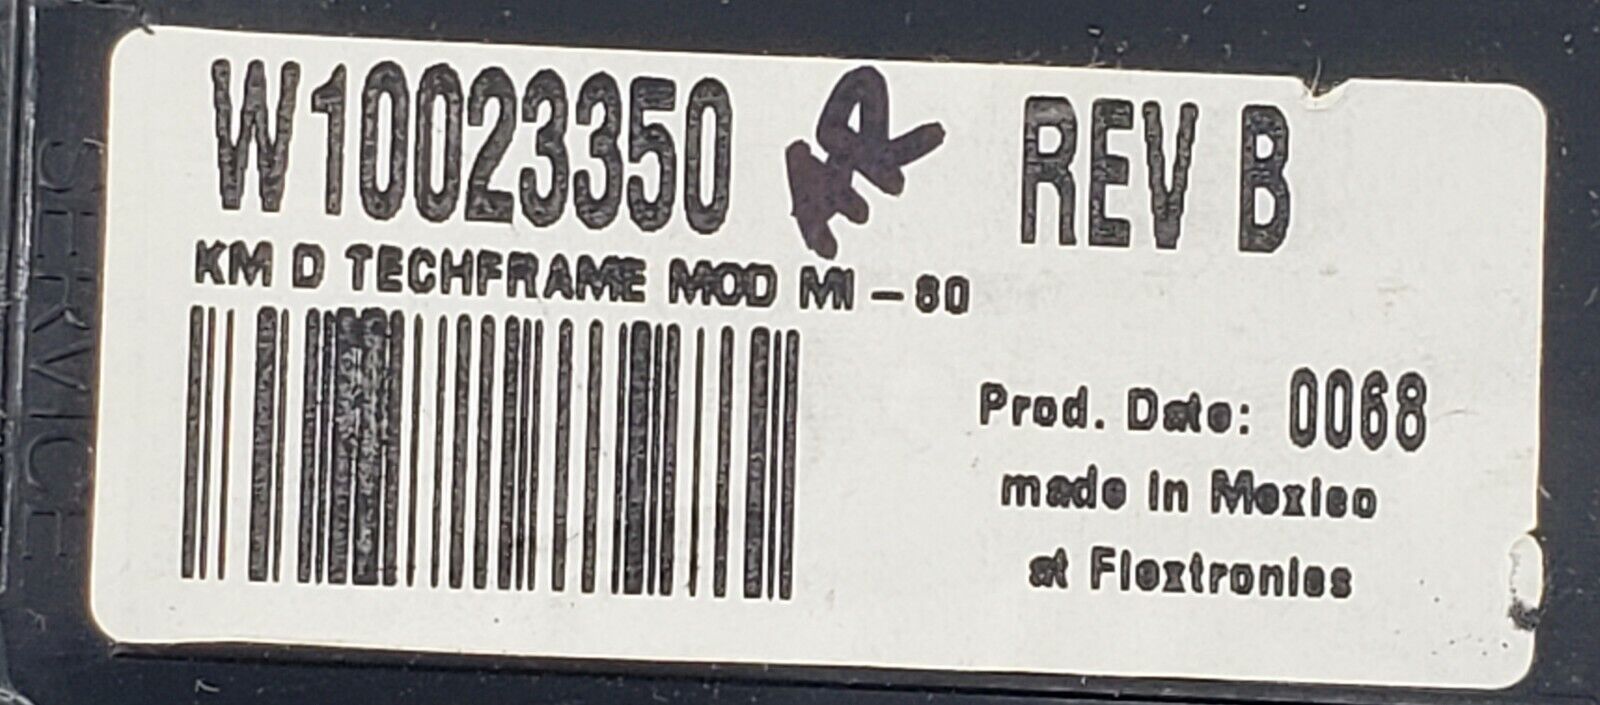 W10023350 REV B
KM D TECHFRAME MOD MI - 80
Prod. Date: 0068
made in Mexico
at Flextronics
SERVICE